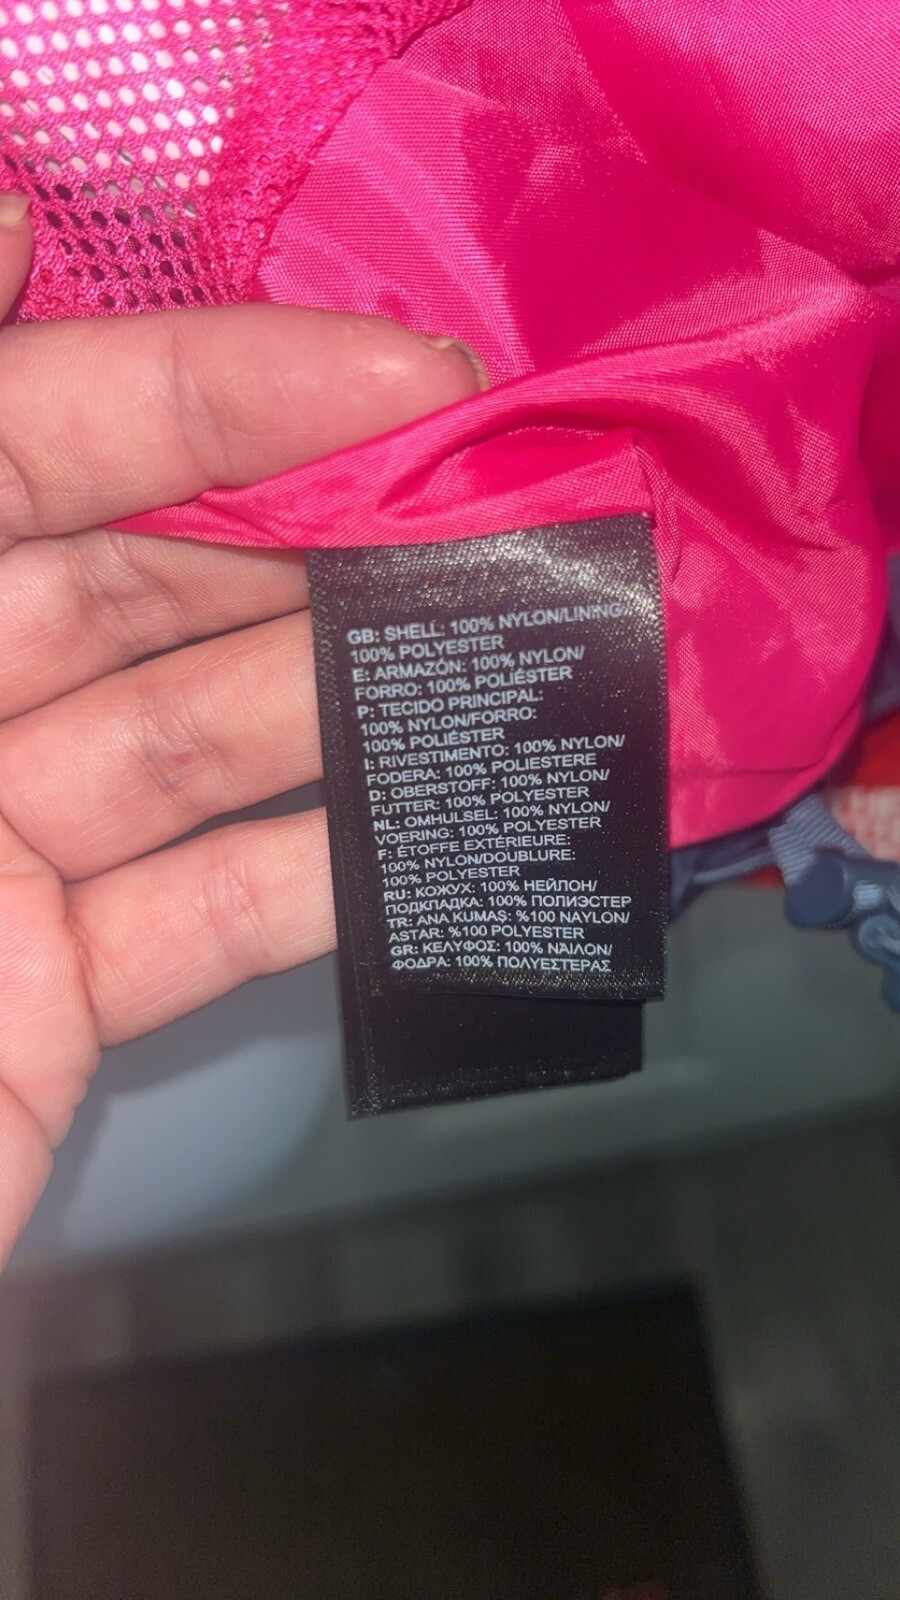 GB: SHELL: 100% NYLON/LINING:
100% POLYESTER
E: ARMAZÓN: 100% NYLON/
FORRO: 100% POLIÉSTER
P: TECIDO PRINCIPAL:
100% NYLON/FORRO:
100% POLIÉSTER
I: RIVESTIMENTO: 100% NYLON/
FODERA: 100% POLIESTERE
D: OBERSTOFF: 100% NYLON/
FUTTER: 100% POLYESTER
NL: OMHULSEL: 100% NYLON/
VOERING: 100% POLYESTER
F: ÉTOFFE EXTÉRIEURE:
100% NYLON/DOUBLURE:
100% POLYESTER
RU: КОЖУХ: 100% НЕЙЛОН/
ПОДКЛАДКА: 100% ПОЛИЭСТЕР
TR: ANA KUMAŞ: %100 NAYLON/
ASTAR: %100 POLYESTER
GR: ΚΕΛΥΦΟΣ: 100% ΝΑΪΛΟΝ/
ΦΟΔΡΑ: 100% ΠΟΛΥΕΣΤΕΡΑΣ